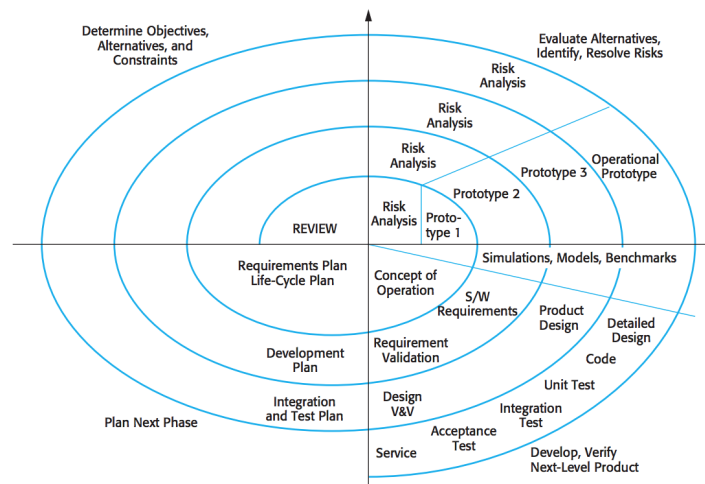 Determine Objectives,
Alternatives, and
Constraints
Evaluate Alternatives,
Identify, Resolve Risks
Risk
Analysis
Risk
Analysis
Risk
Analysis
Risk
Analysis
Proto-
type 1
Prototype 2
Prototype 3
Operational
Prototype
REVIEW
Requirements Plan
Life-Cycle Plan
Concept of
Operation
Simulations, Models, Benchmarks
S/W
Requirements
Product
Design
Detailed
Design
Development
Plan
Requirement
Validation
Code
Unit Test
Integration
and Test Plan
Design
V&V
Integration
Test
Acceptance
Test
Service
Plan Next Phase
Develop, Verify
Next-Level Product